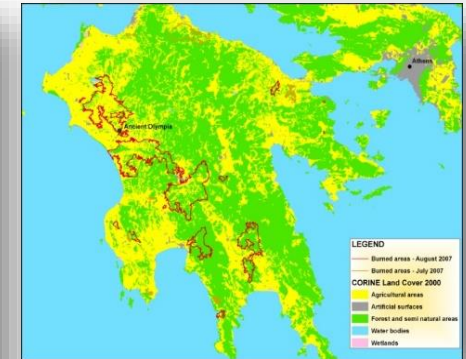 Athens
Ancient Olympia
LEGEND
Burned areas - August 2007
Burned areas - July 2007
CORINE Land Cover 2000
Agricultural areas
Artificial surfaces
Forest and semi natural areas
Water bodies
Wetlands